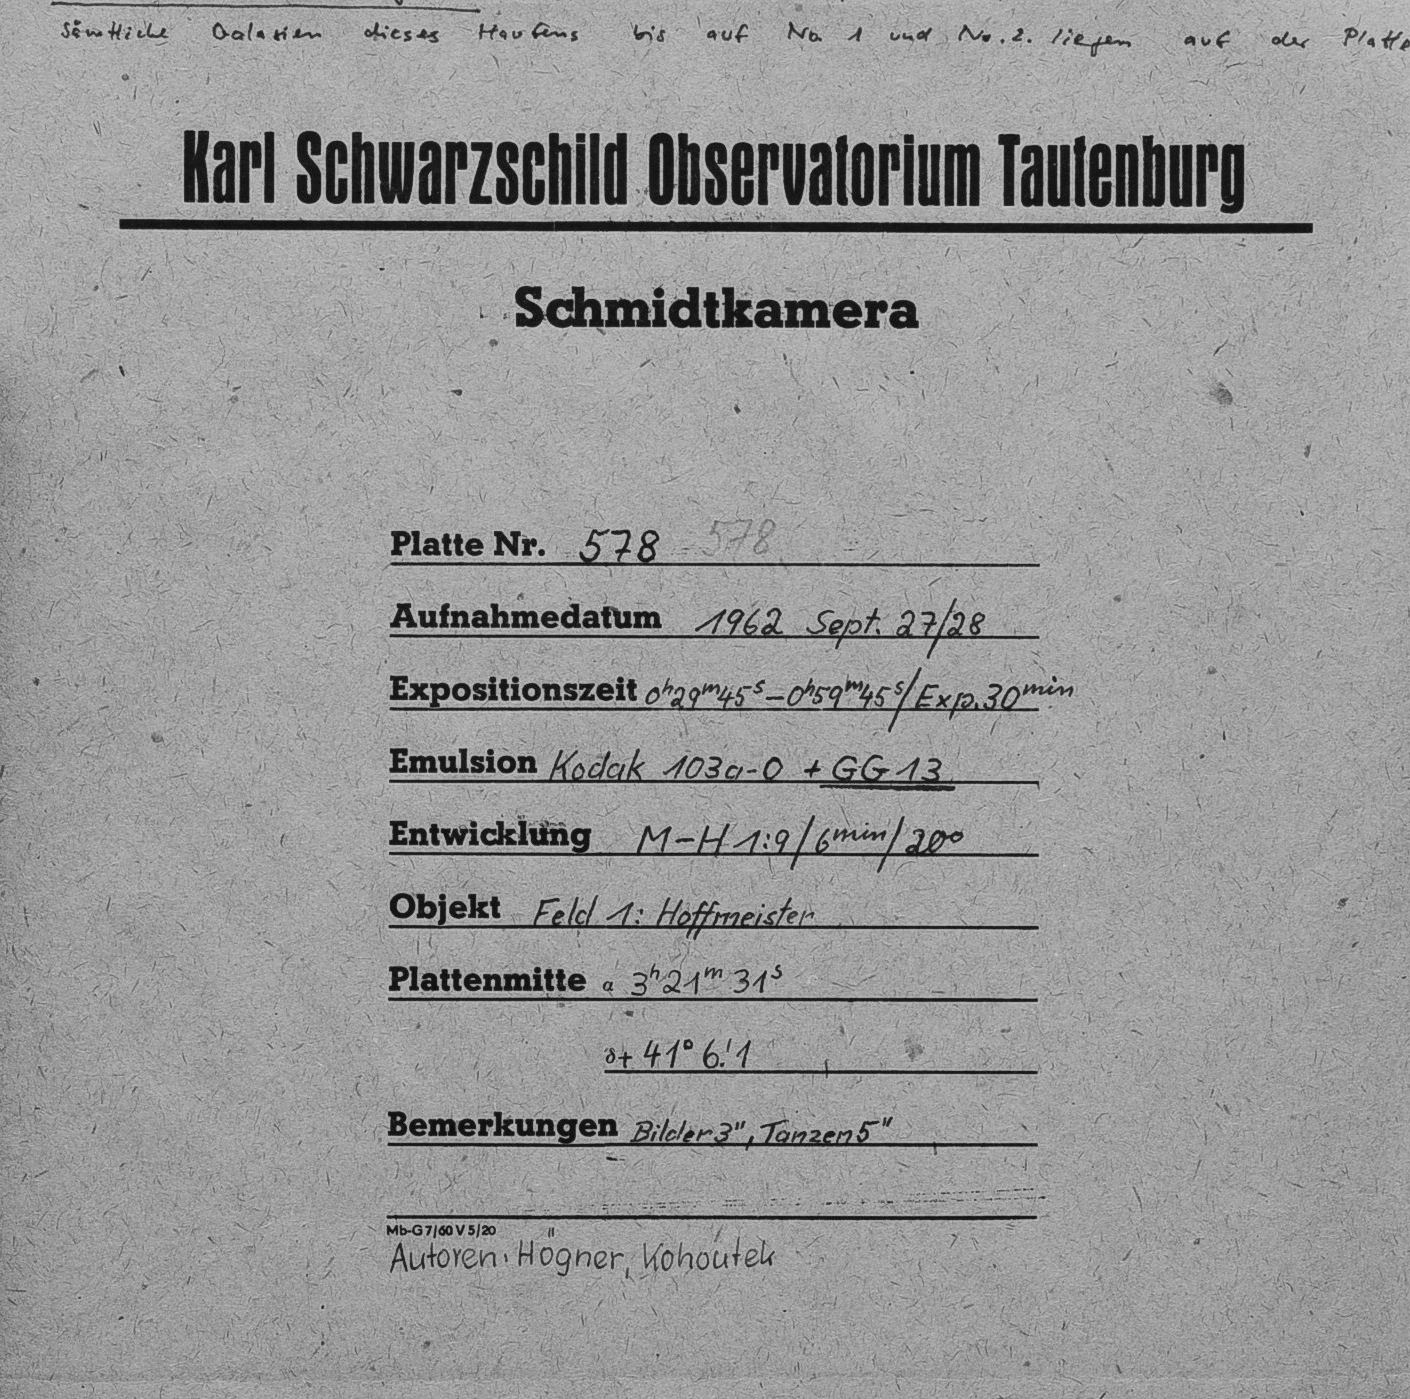 Sämtliche Galaxien dieses Haufens bis auf No 1 und No. 2. liegen auf der Platte
Karl Schwarzschild Observatorium Tautenburg
Schmidtkamera
Platte Nr. 578 578
Aufnahmedatum 1962 Sept. 27/28
Expositionszeit 0ʰ29ᵐ45ˢ–0ʰ59ᵐ45ˢ/Exp.30ᵐⁱⁿ
Emulsion Kodak 103a-O + GG13
Entwicklung M-H 1:9/6ᵐⁱⁿ/20°
Objekt Feld 1: Hoffmeister
Plattenmitte α 3ʰ21ᵐ31ˢ
δ+ 41° 6.'1
Bemerkungen Bilder 3", Tanzen 5"
Mb-G 7/60 V 5/20
Autoren: Högner, Kohoutek